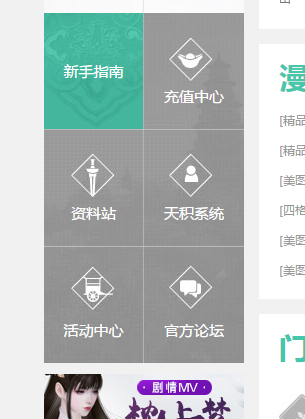 新手指南
充值中心
资料站
天积系统
活动中心
官方论坛
漫
[精品
[精品
[美图
[四格
[美图
[美图
门
剧情MV